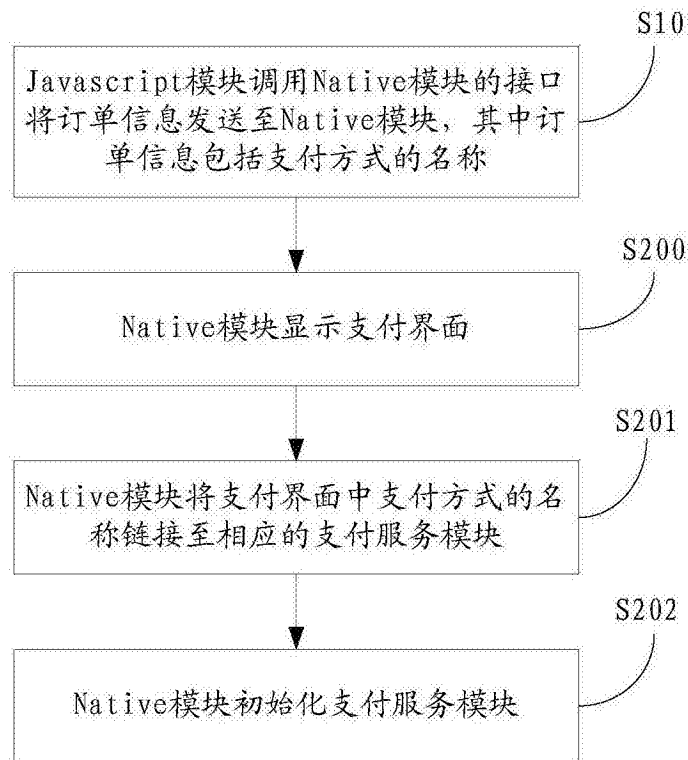 S10
Javascript模块调用Native模块的接口
将订单信息发送至Native模块, 其中订
单信息包括支付方式的名称
S200
Native模块显示支付界面
S201
Native模块将支付界面中支付方式的名
称链接至相应的支付服务模块
S202
Native模块初始化支付服务模块